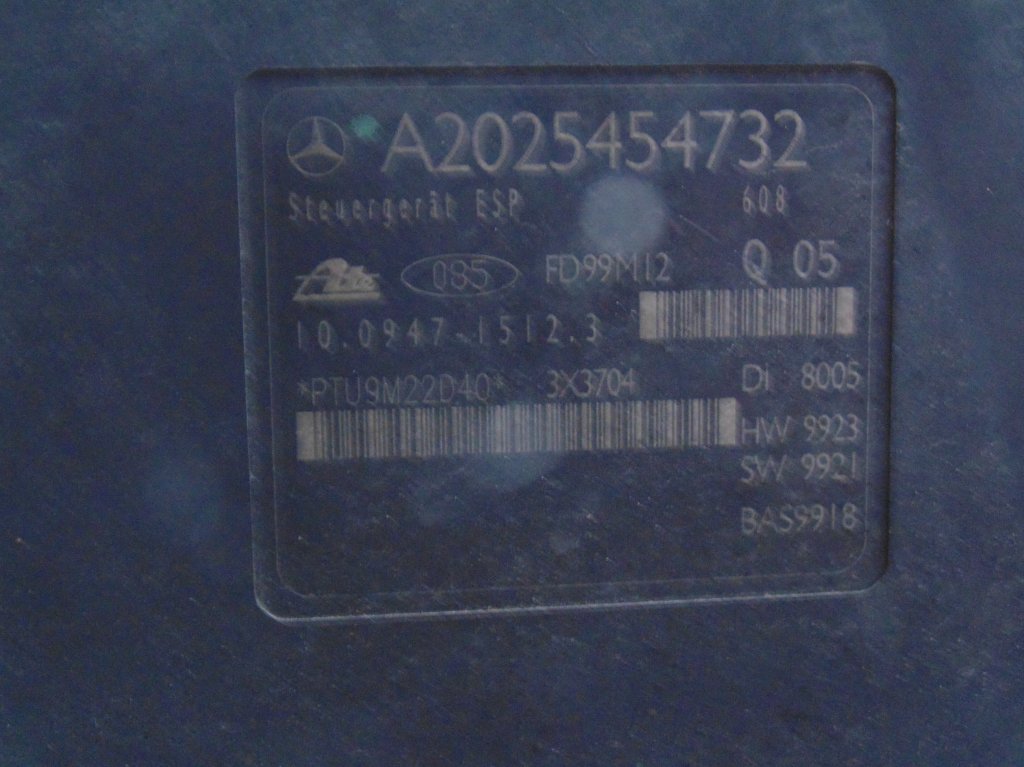 A2025454732
Steuergerät ESP 608
Ate 085 FD99M12 Q 05
10.0947-1512.3
*PTU9M22D40* 3X3704 DI 8005
HW 9923
SW 9921
BAS9918